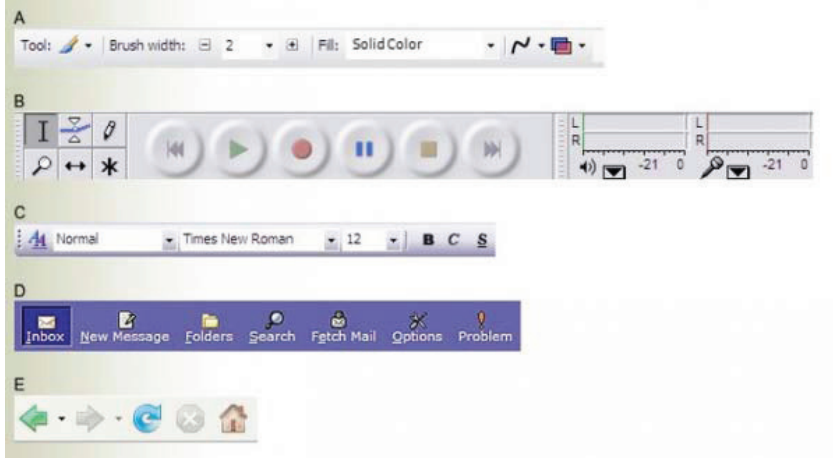 A
Tool: Brush width: 2 Fill: Solid Color
B
L L
R R
-21 0 -21 0
C
A4 Normal Times New Roman 12 B C S
D
Inbox New Message Folders Search Fetch Mail Options Problem
E